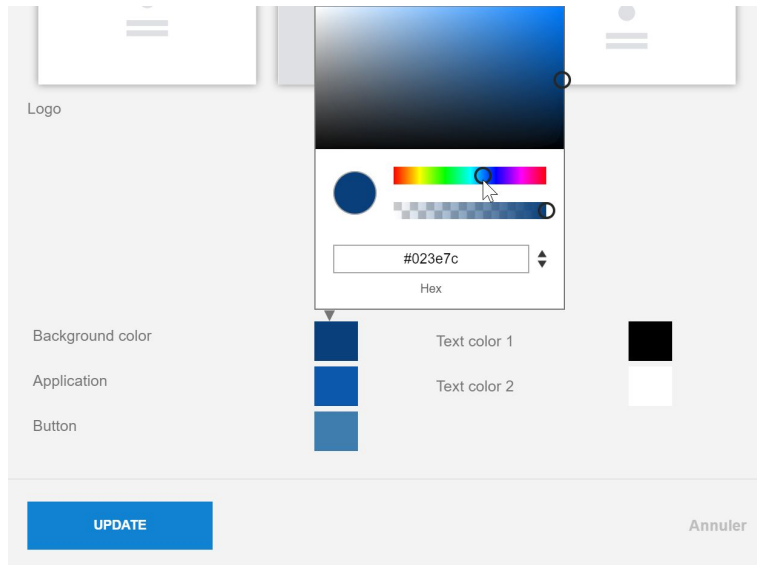 Logo
#023e7c
Hex
Background color
Text color 1
Application
Text color 2
Button
UPDATE
Annuler